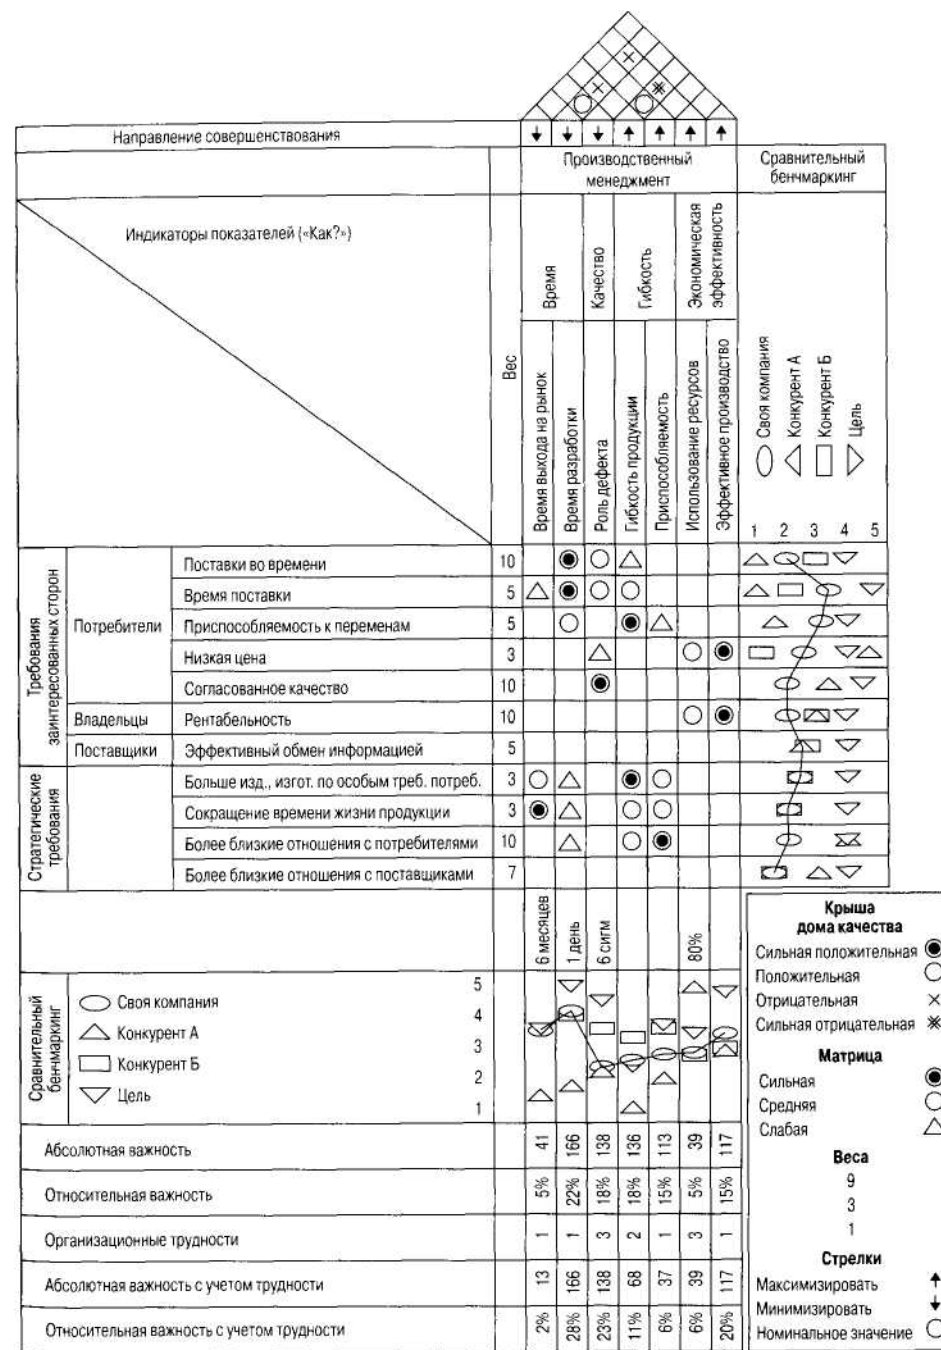 Направление совершенствования
Производственный
менеджмент
Сравнительный
бенчмаркинг
Индикаторы показателей («Как?»)
Вес
Время
Качество
Гибкость
Экономическая
эффективность
Время выхода на рынок
Время разработки
Роль дефекта
Гибкость продукции
Приспособляемость
Использование ресурсов
Эффективное производство
Своя компания
Конкурент А
Конкурент Б
Цель
1 2 3 4 5
Требования
заинтересованных сторон
Потребители
Поставки во времени 10
Время поставки 5
Приспособляемость к переменам 5
Низкая цена 3
Согласованное качество 10
Владельцы Рентабельность 10
Поставщики Эффективный обмен информацией 5
Стратегические
требования
Больше изд., изгот. по особым треб. потреб. 3
Сокращение времени жизни продукции 3
Более близкие отношения с потребителями 10
Более близкие отношения с поставщиками 7
6 месяцев 1 день 6 сигм 80%
Сравнительный
бенчмаркинг
Своя компания
Конкурент А
Конкурент Б
Цель
5
4
3
2
1
Абсолютная важность 41 166 138 136 113 39 117
Относительная важность 5% 22% 18% 18% 15% 5% 15%
Организационные трудности 1 1 3 2 1 3 1
Абсолютная важность с учетом трудности 13 166 138 68 37 39 117
Относительная важность с учетом трудности 2% 28% 23% 11% 6% 6% 20%
Крыша
дома качества
Сильная положительная
Положительная
Отрицательная
Сильная отрицательная
Матрица
Сильная
Средняя
Слабая
Веса
9
3
1
Стрелки
Максимизировать
Минимизировать
Номинальное значение